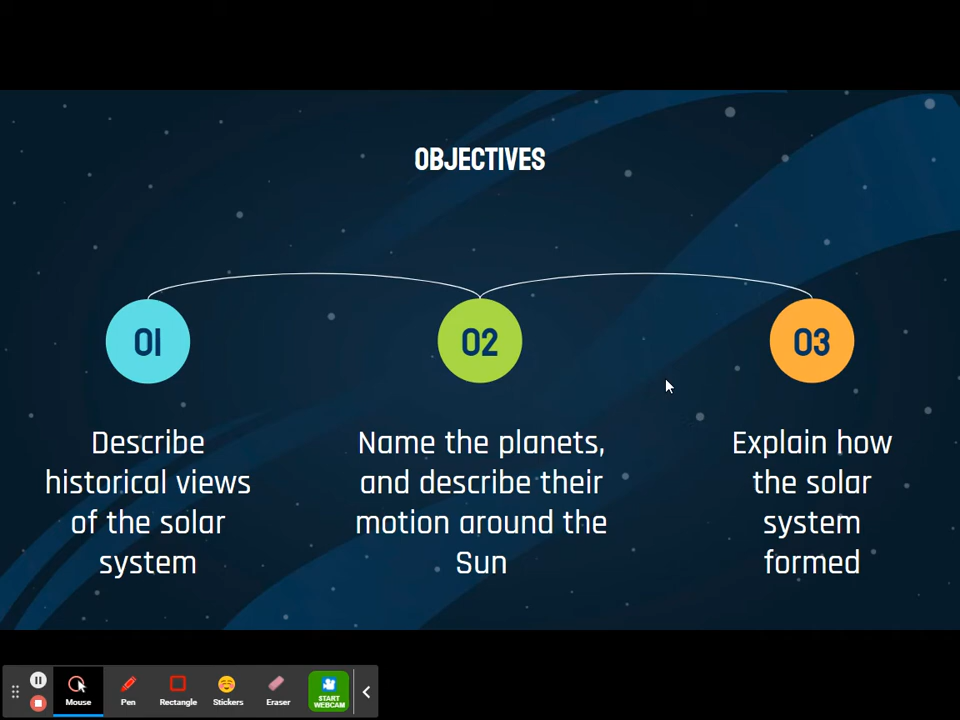 OBJECTIVES
01
02
03
Describe
historical views
of the solar
system
Name the planets,
and describe their
motion around the
Sun
Explain how
the solar
system
formed
Mouse
Pen
Rectangle
Stickers
Eraser
START
WEBCAM